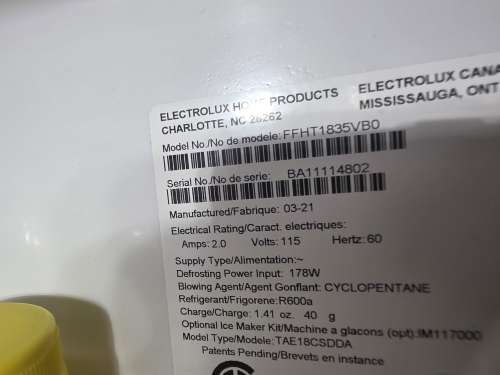 ELECTROLUX HOME PRODUCTS
CHARLOTTE, NC 28262
ELECTROLUX CANA
MISSISSAUGA, ONT
Model No./No de modele: FFHT1835VB0
Serial No./No de serie: BA11114802
Manufactured/Fabrique: 03-21
Electrical Rating/Caract. electriques:
Amps: 2.0 Volts: 115 Hertz: 60
Supply Type/Alimentation:~
Defrosting Power Input: 178W
Blowing Agent/Agent Gonflant: CYCLOPENTANE
Refrigerant/Frigorene:R600a
Charge/Charge: 1.41 oz. 40 g
Optional Ice Maker Kit/Machine a glacons (opt):IM117000
Model Type/Modele: TAE18CSDDA
Patents Pending/Brevets en instance